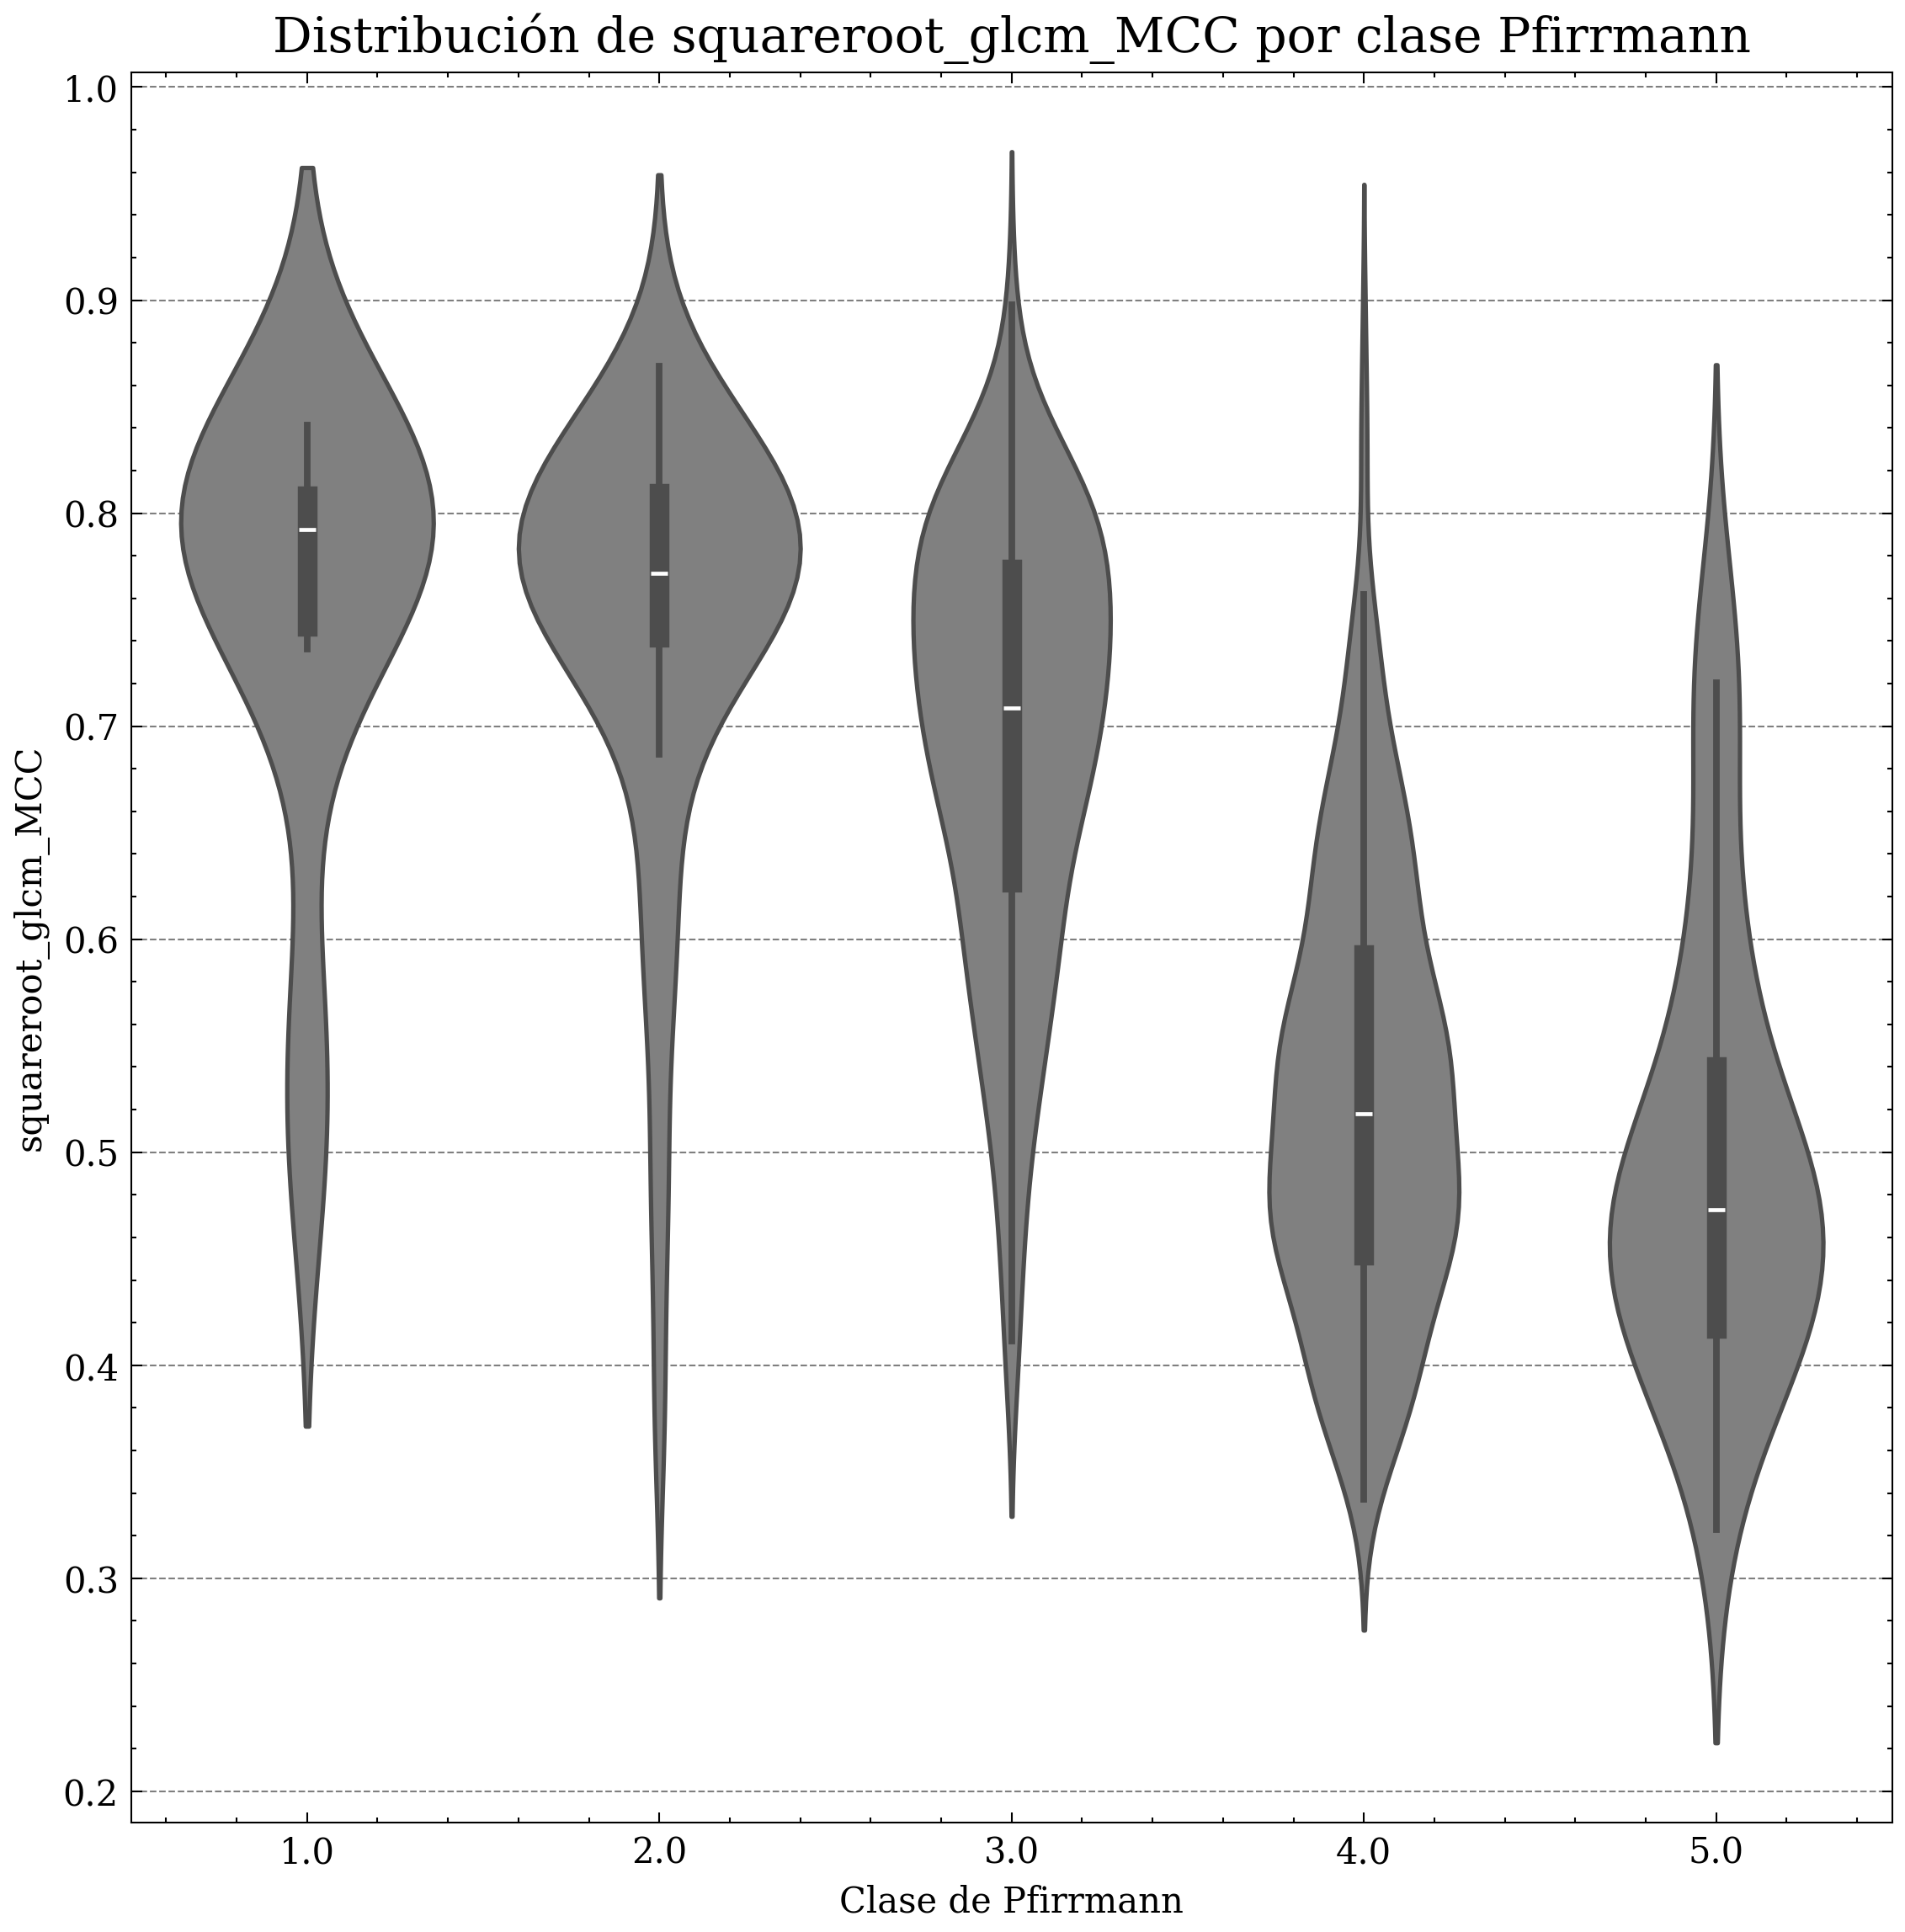 Distribución de squareroot_glcm_MCC por clase Pfirrmann
squareroot_glcm_MCC
1.0
0.9
0.8
0.7
0.6
0.5
0.4
0.3
0.2
1.0 2.0 3.0 4.0 5.0
Clase de Pfirrmann